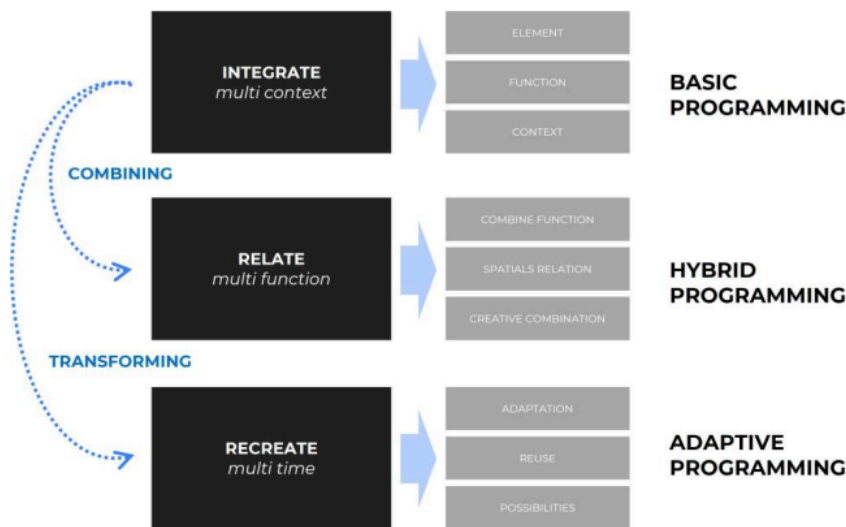 INTEGRATE
multi context
ELEMENT
FUNCTION
CONTEXT
BASIC
PROGRAMMING
COMBINING
RELATE
multi function
COMBINE FUNCTION
SPATIALS RELATION
CREATIVE COMBINATION
HYBRID
PROGRAMMING
TRANSFORMING
RECREATE
multi time
ADAPTATION
REUSE
POSSIBILITIES
ADAPTIVE
PROGRAMMING